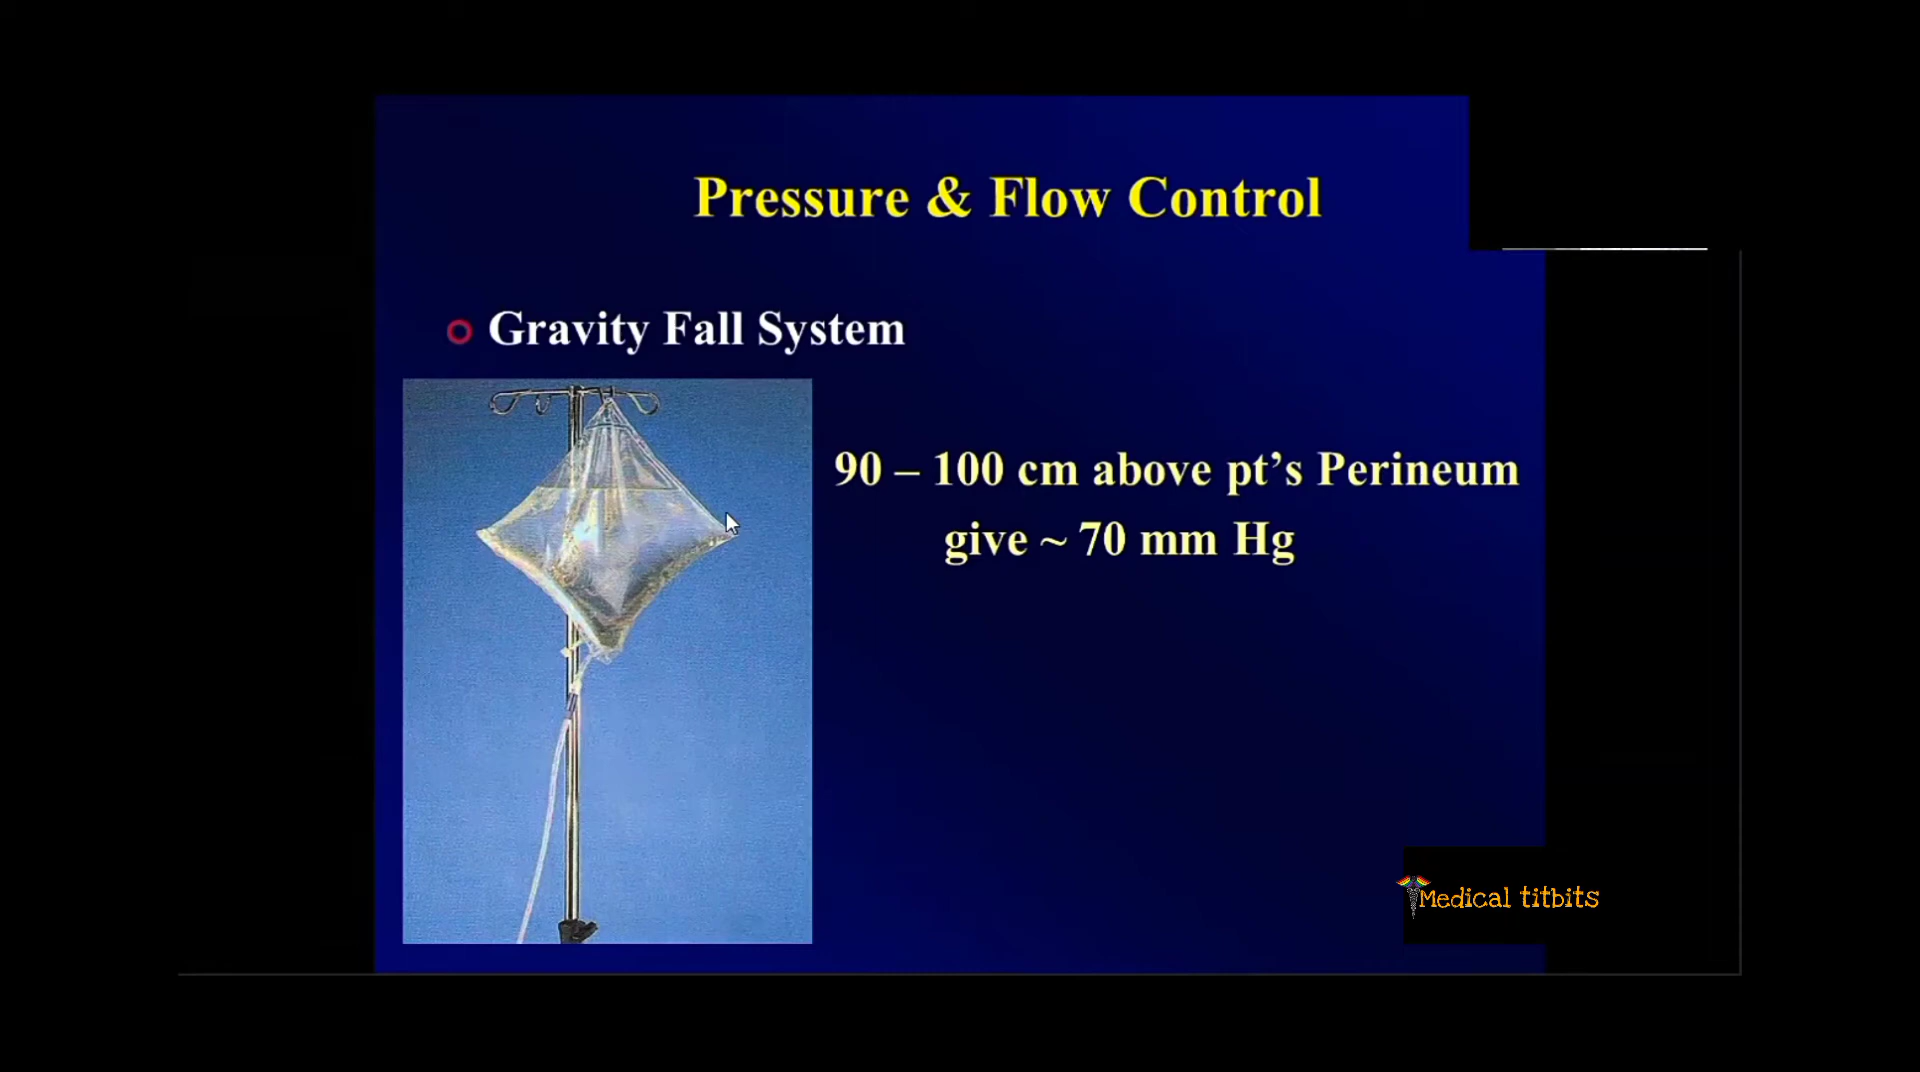 Pressure & Flow Control
Gravity Fall System
90 – 100 cm above pt’s Perineum
give ~ 70 mm Hg
Medical titbits